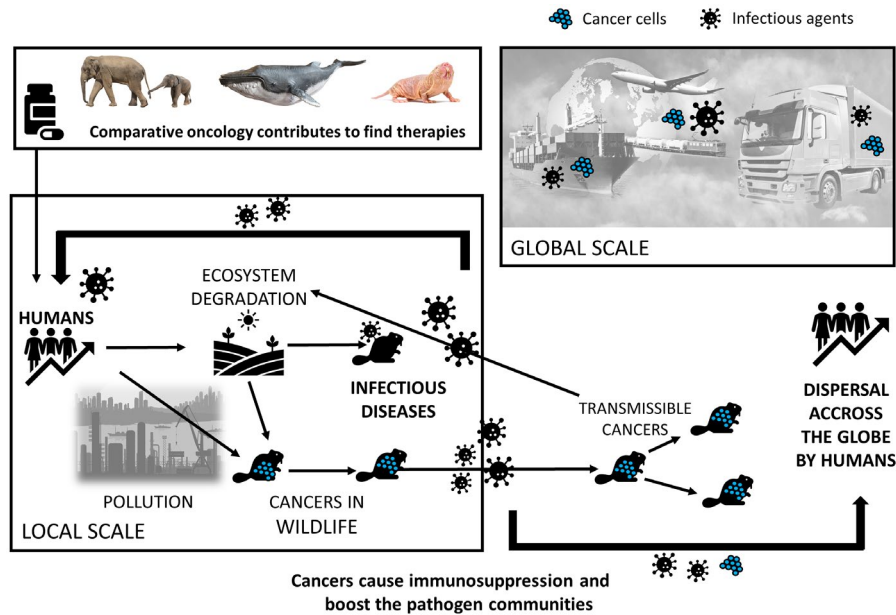 Cancer cells
Infectious agents
Comparative oncology contributes to find therapies
GLOBAL SCALE
ECOSYSTEM
DEGRADATION
HUMANS
INFECTIOUS
DISEASES
TRANSMISSIBLE
CANCERS
DISPERSAL
ACCROSS
THE GLOBE
BY HUMANS
POLLUTION
CANCERS IN
WILDLIFE
LOCAL SCALE
Cancers cause immunosuppression and
boost the pathogen communities